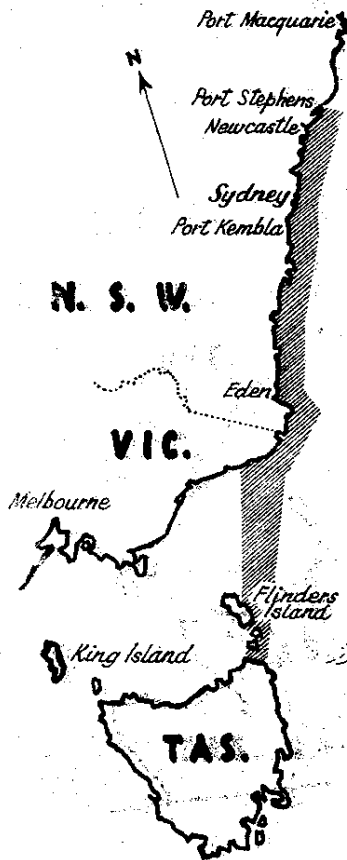 Port Macquarie
N
Port Stephens
Newcastle
Sydney
Port Kembla
N. S. W.
Eden
VIC.
Melbourne
Flinders
Island
King Island
TAS.